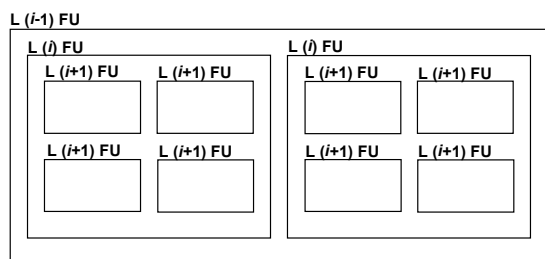 L (i-1) FU
L (i) FU L (i) FU
L (i+1) FU L (i+1) FU L (i+1) FU L (i+1) FU
L (i+1) FU L (i+1) FU L (i+1) FU L (i+1) FU